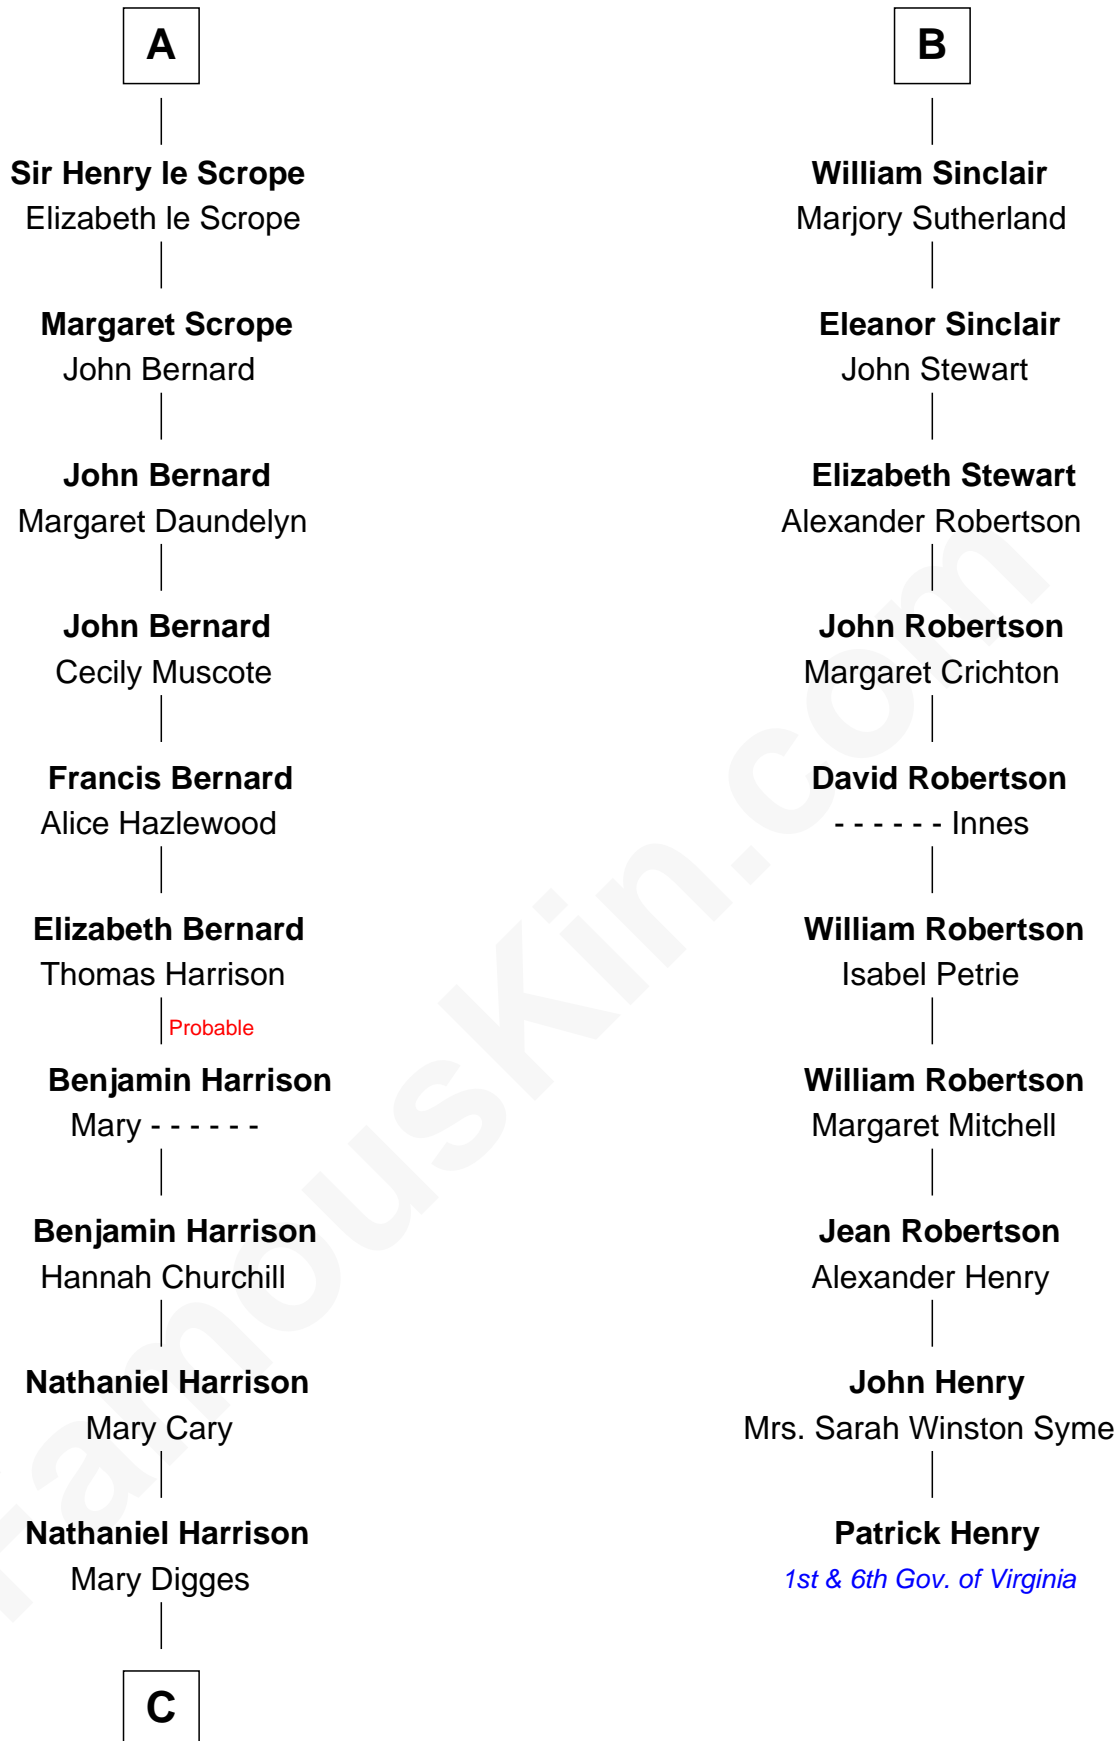 A
Sir Henry le Scrope
Elizabeth le Scrope
Margaret Scrope
John Bernard
John Bernard
Margaret Daundelyn
John Bernard
Cecily Muscote
Francis Bernard
Alice Hazlewood
Elizabeth Bernard
Thomas Harrison
Probable
Benjamin Harrison
Mary - - - - - -
Benjamin Harrison
Hannah Churchill
Nathaniel Harrison
Mary Cary
Nathaniel Harrison
Mary Digges
C
B
William Sinclair
Marjory Sutherland
Eleanor Sinclair
John Stewart
Elizabeth Stewart
Alexander Robertson
John Robertson
Margaret Crichton
David Robertson
- - - - - - Innes
William Robertson
Isabel Petrie
William Robertson
Margaret Mitchell
Jean Robertson
Alexander Henry
John Henry
Mrs. Sarah Winston Syme
Patrick Henry
1st & 6th Gov. of Virginia
FamousKin.com